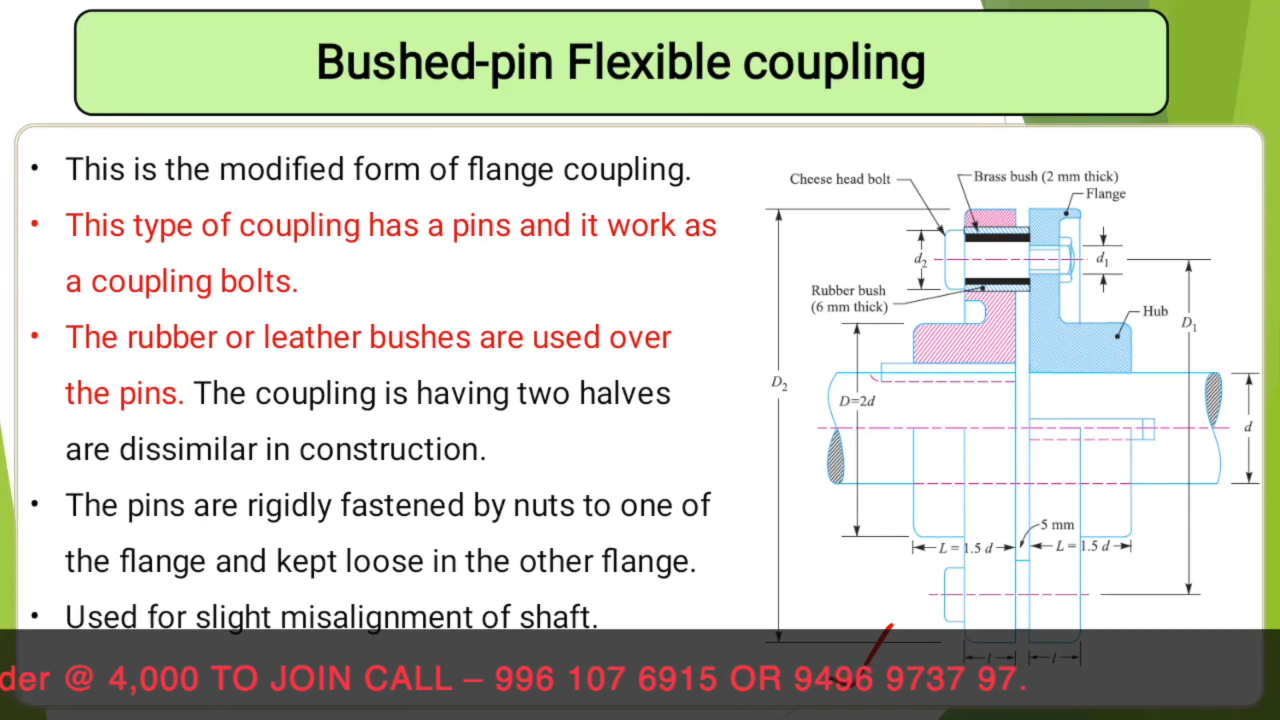 Bushed-pin Flexible coupling
• This is the modified form of flange coupling.
• This type of coupling has a pins and it work as
a coupling bolts.
• The rubber or leather bushes are used over
the pins. The coupling is having two halves
are dissimilar in construction.
• The pins are rigidly fastened by nuts to one of
the flange and kept loose in the other flange.
• Used for slight misalignment of shaft.
Cheese head bolt
Brass bush (2 mm thick)
Flange
d₂
d₁
Rubber bush
(6 mm thick)
Hub
D₁
D₂
D=2d
d
5 mm
L = 1.5 d
L = 1.5 d
l
l
der @ 4,000 TO JOIN CALL – 996 107 6915 OR 9496 9737 97.